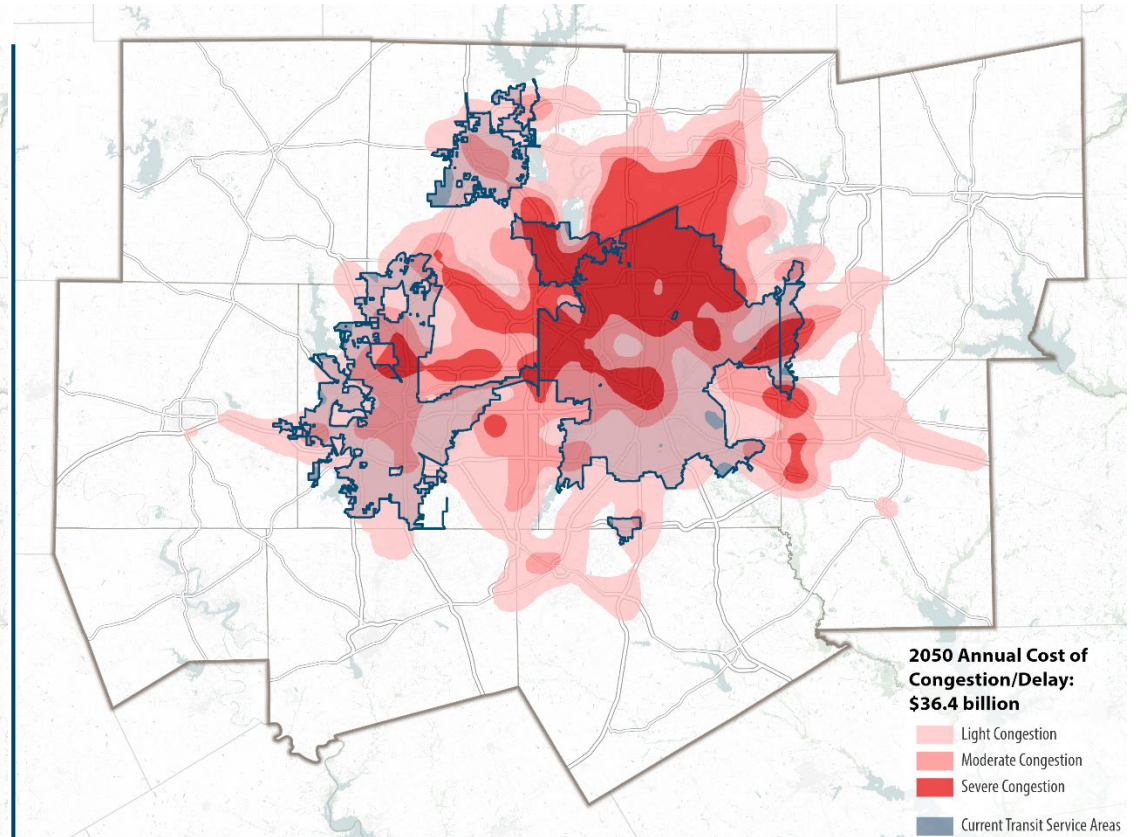 2050 Annual Cost of
Congestion/Delay:
$36.4 billion
Light Congestion
Moderate Congestion
Severe Congestion
Current Transit Service Areas